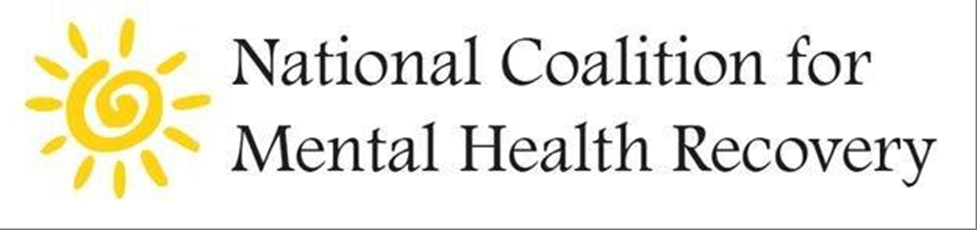 National Coalition for
Mental Health Recovery